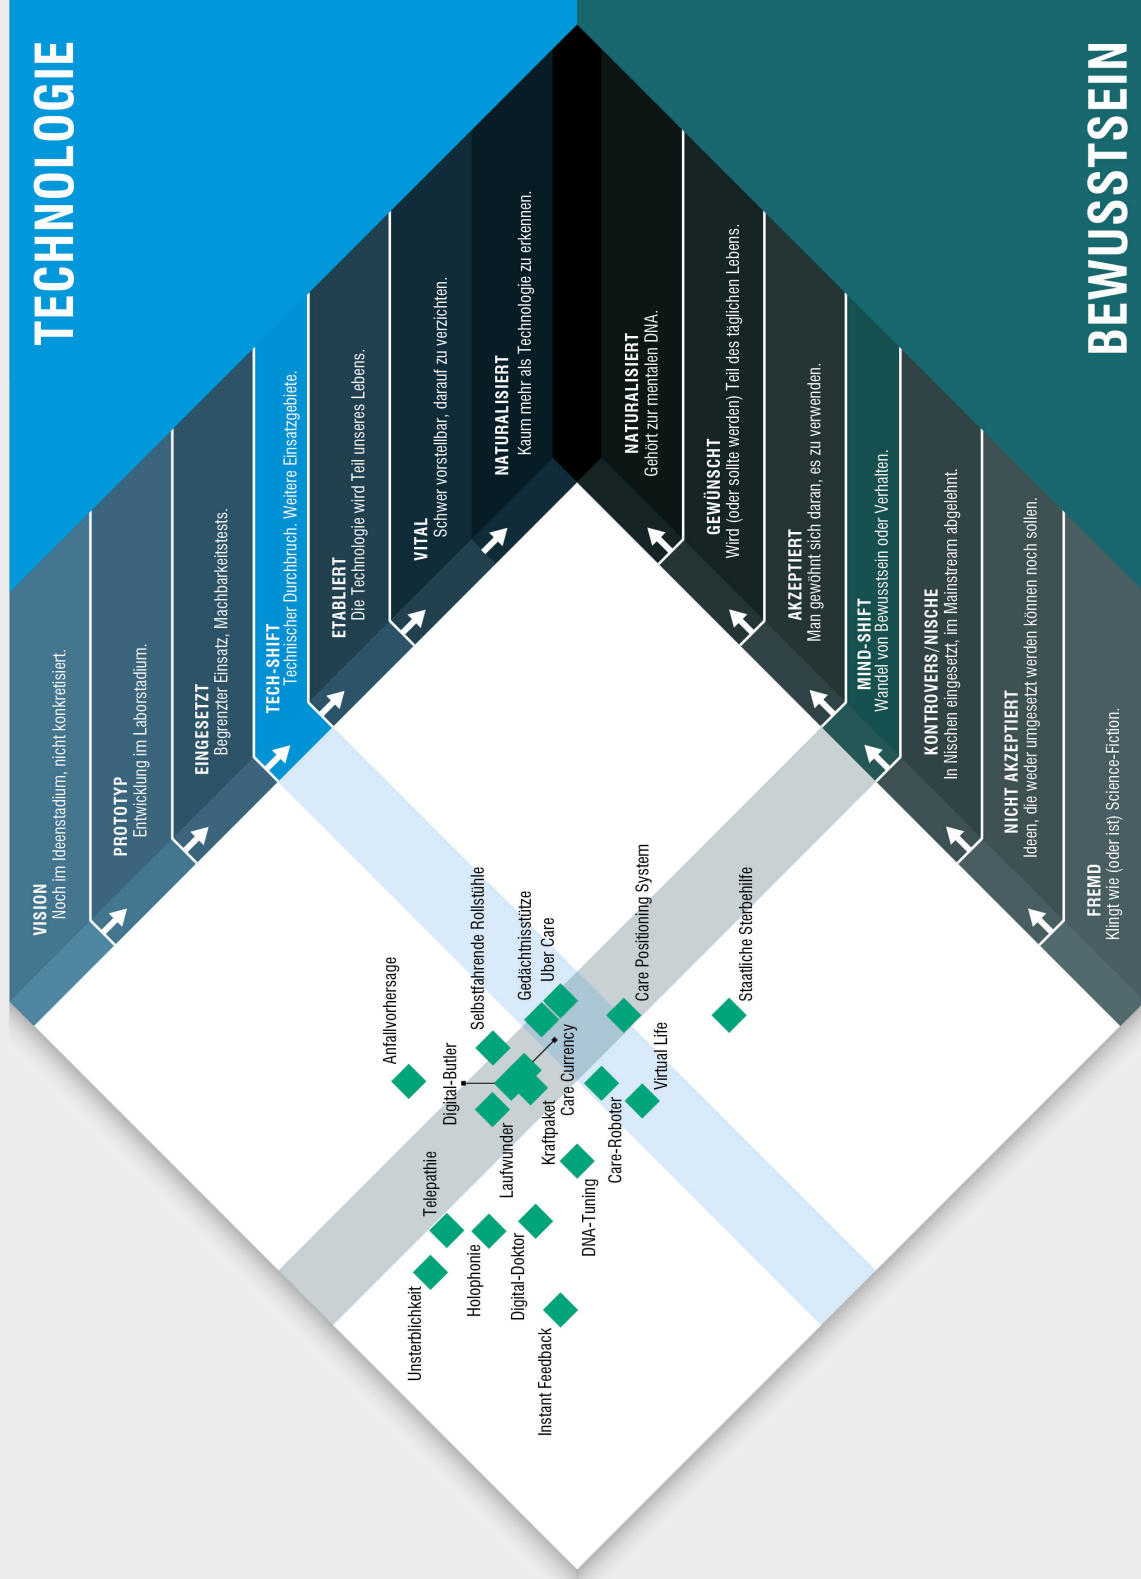 TECHNOLOGIE
VISION
Noch im Ideenstadium, nicht konkretisiert.
PROTOTYP
Entwicklung im Laborstadium.
EINGESETZT
Begrenzter Einsatz, Machbarkeitstests.
TECH-SHIFT
Technischer Durchbruch. Weitere Einsatzgebiete.
ETABLIERT
Die Technologie wird Teil unseres Lebens.
VITAL
Schwer vorstellbar, darauf zu verzichten.
NATURALISIERT
Kaum mehr als Technologie zu erkennen.
NATURALISIERT
Gehört zur mentalen DNA.
GEWÜNSCHT
Wird (oder sollte werden) Teil des täglichen Lebens.
AKZEPTIERT
Man gewöhnt sich daran, es zu verwenden.
MIND-SHIFT
Wandel von Bewusstsein oder Verhalten.
KONTROVERS/NISCHE
In Nischen eingesetzt, im Mainstream abgelehnt.
NICHT AKZEPTIERT
Ideen, die weder umgesetzt werden können noch sollen.
FREMD
Klingt wie (oder ist) Science-Fiction.
BEWUSSTSEIN
Anfallvorhersage
Unsterblichkeit
Telepathie
Digital-Butler
Selbstfahrende Rollstühle
Holophonie
Laufwunder
Digital-Doktor
Gedächtnisstütze
Instant Feedback
Kraftpaket
Uber Care
Care Currency
DNA-Tuning
Care-Roboter
Care Positioning System
Virtual Life
Staatliche Sterbehilfe